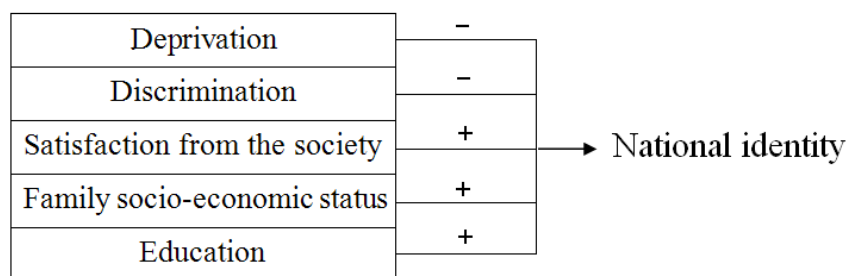 Deprivation −
Discrimination −
Satisfaction from the society +
Family socio-economic status +
Education +
National identity